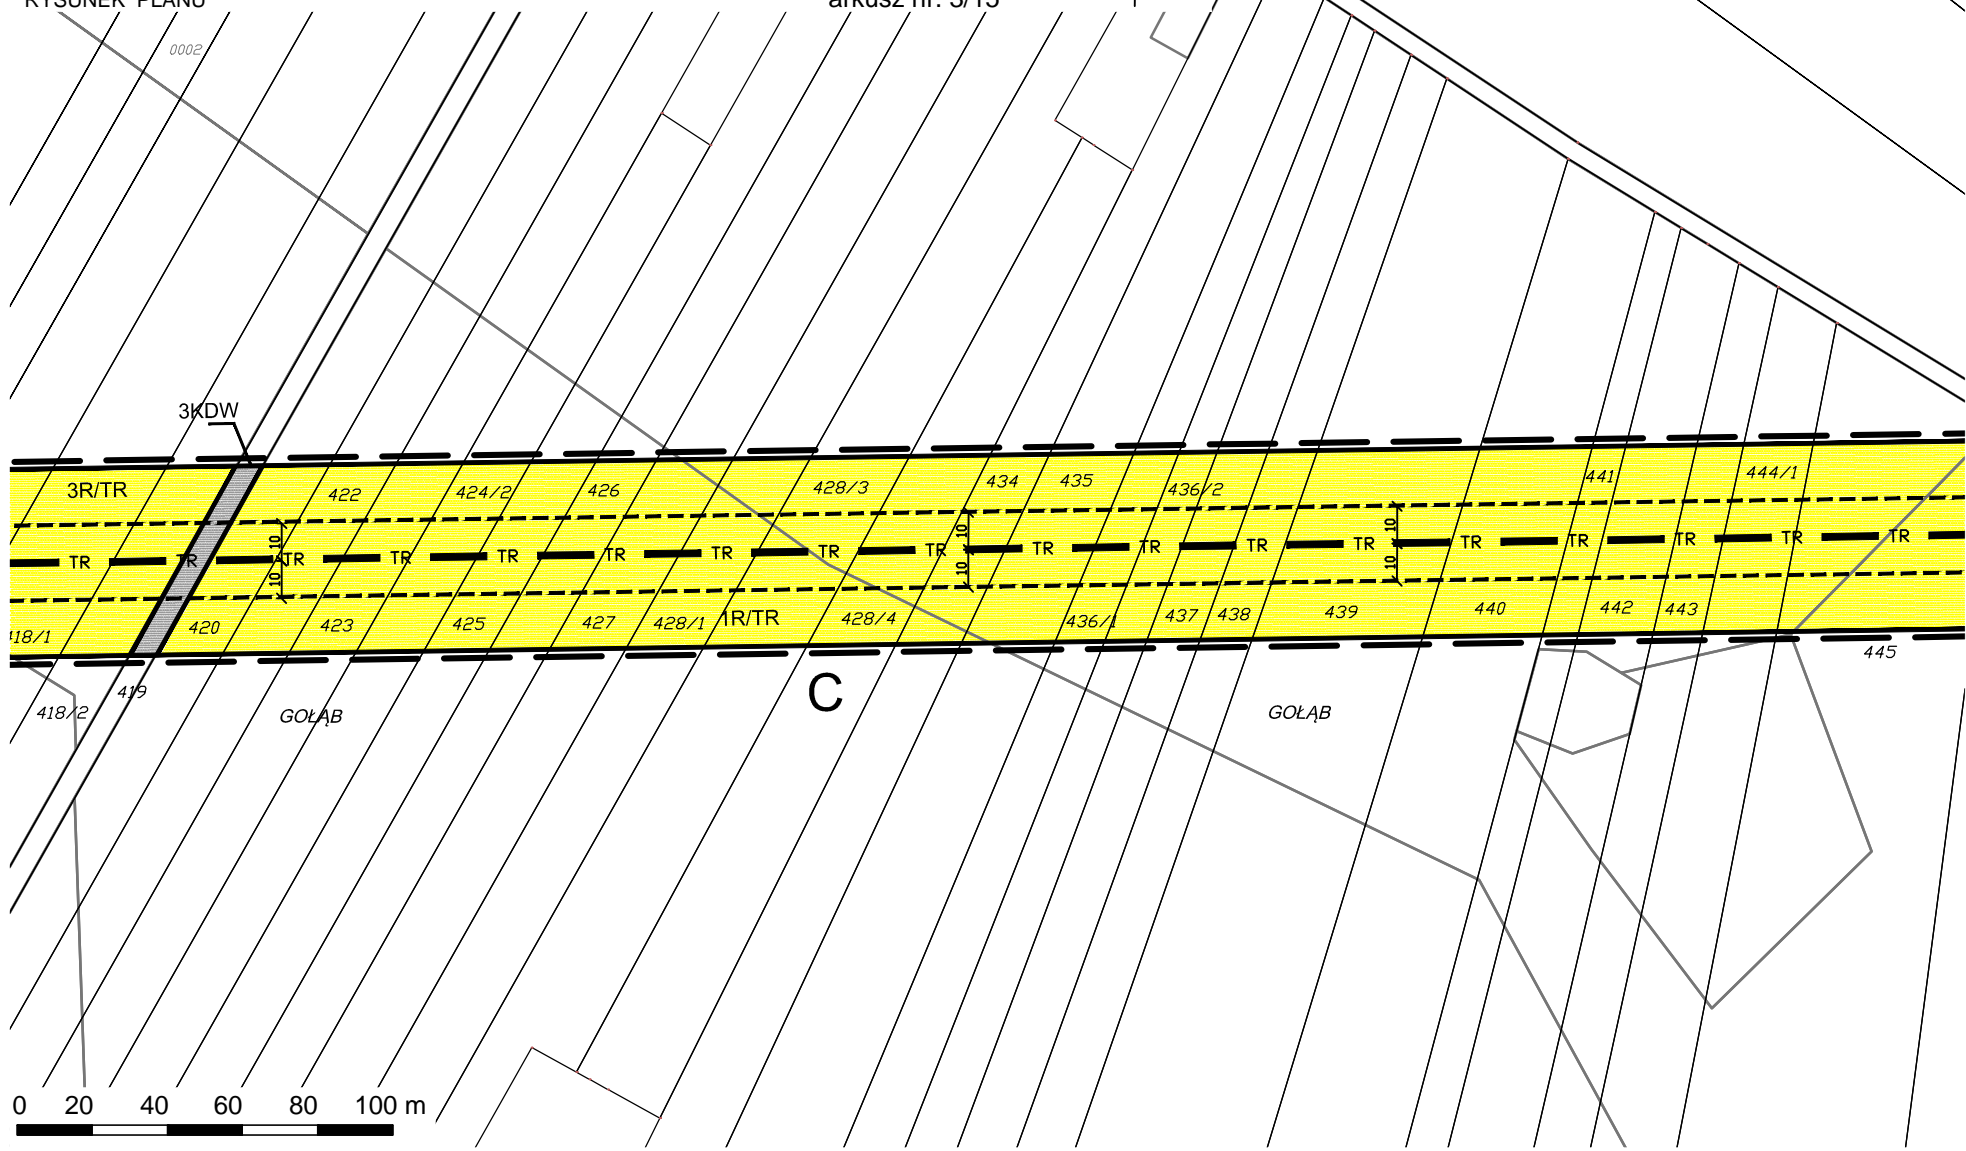 RYSUNEK PLANU arkusz nr. 3/15
0002
3KDW
3R/TR 422 424/2 426 428/3 434 435 436/2 441 444/1
10 10 10
TR TR TR TR TR TR TR TR TR TR TR TR TR TR TR TR TR TR
10 10 10
418/1 420 423 425 427 428/1 1R/TR 428/4 436/1 437 438 439 440 442 443
445
419
418/2 GOŁĄB C GOŁĄB
0 20 40 60 80 100 m